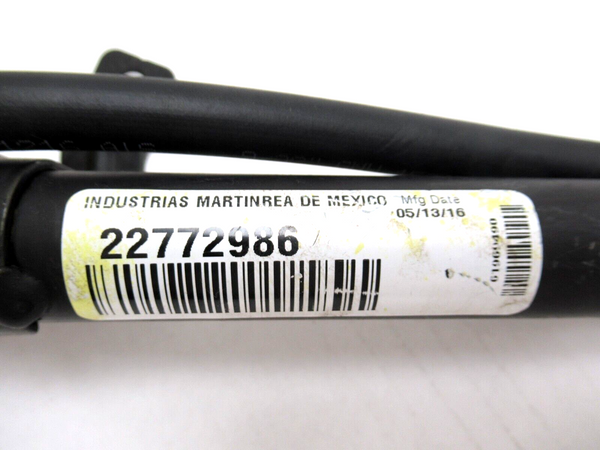 INDUSTRIAS MARTINREA DE MEXICO
Mfg Date
05/13/16
22772986